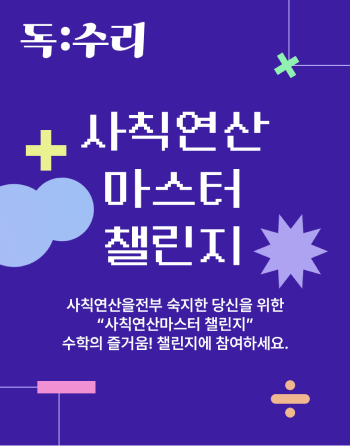 독:수리
사칙연산
마스터
챌린지
사칙연산을전부 숙지한 당신을 위한
“사칙연산마스터 챌린지”
수학의 즐거움! 챌린지에 참여하세요.